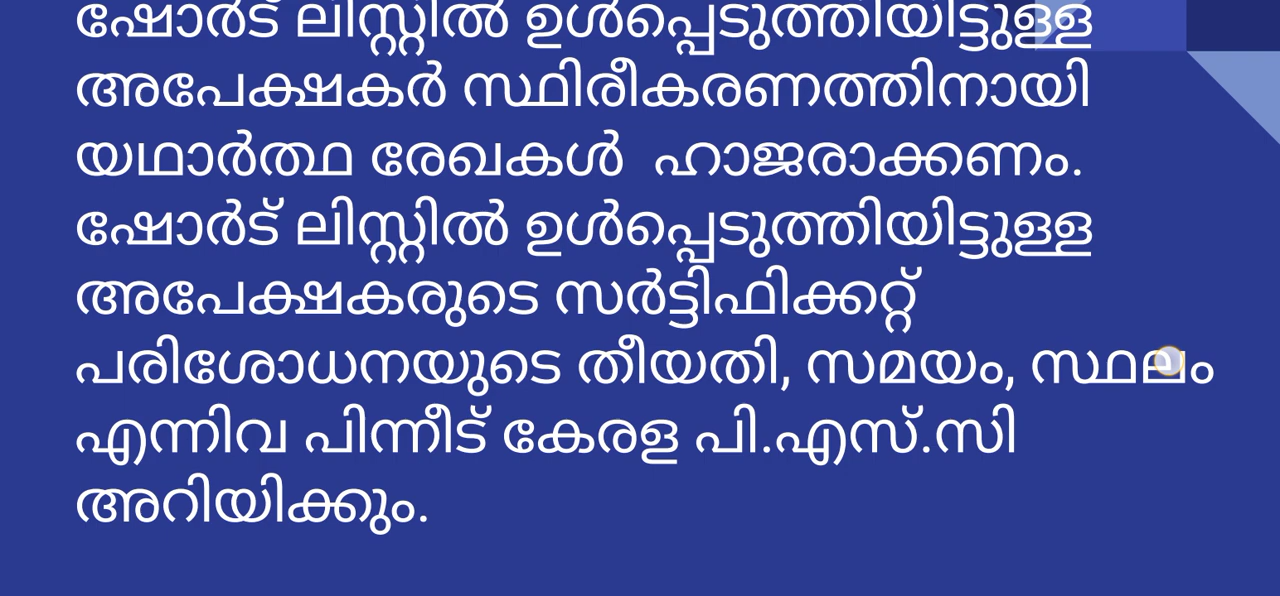 ഷോർട് ലിസ്റ്റിൽ ഉൾപ്പെടുത്തിയിട്ടുള്ള
അപേക്ഷകർ സ്ഥിരീകരണത്തിനായി
യഥാർത്ഥ രേഖകൾ  ഹാജരാക്കണം.
ഷോർട് ലിസ്റ്റിൽ ഉൾപ്പെടുത്തിയിട്ടുള്ള
അപേക്ഷകരുടെ സർട്ടിഫിക്കറ്റ്
പരിശോധനയുടെ തീയതി, സമയം, സ്ഥലം
എന്നിവ പിന്നീട് കേരള പി.എസ്.സി
അറിയിക്കും.